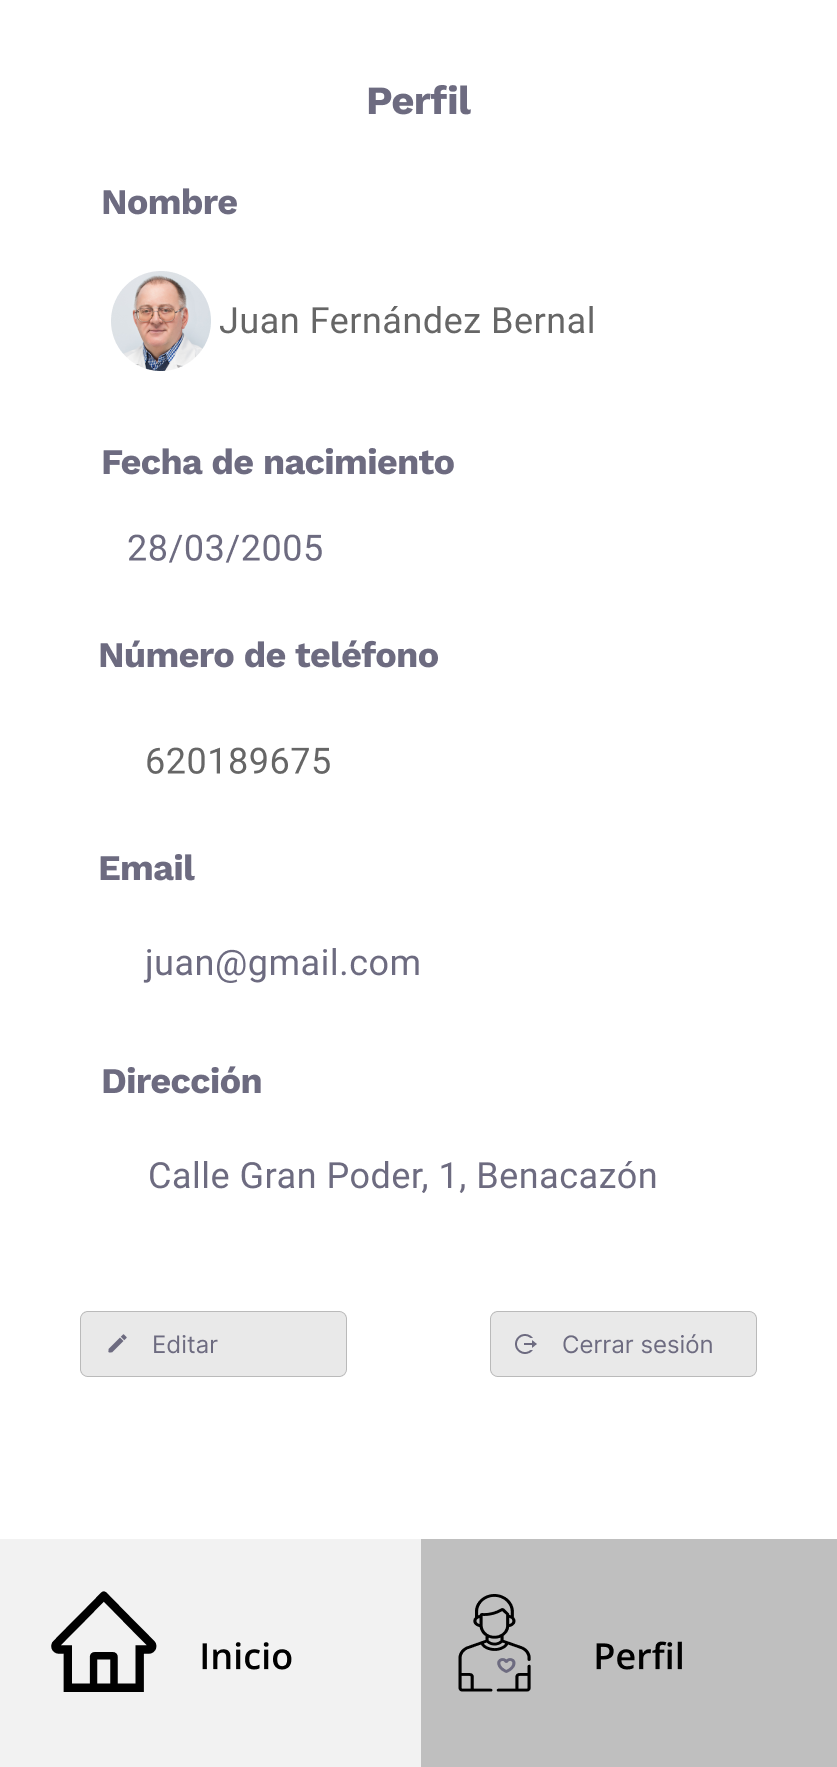 Perfil
Nombre
Juan Fernández Bernal
Fecha de nacimiento
28/03/2005
Número de teléfono
620189675
Email
juan@gmail.com
Dirección
Calle Gran Poder, 1, Benacazón
Editar
Cerrar sesión
Inicio
Perfil